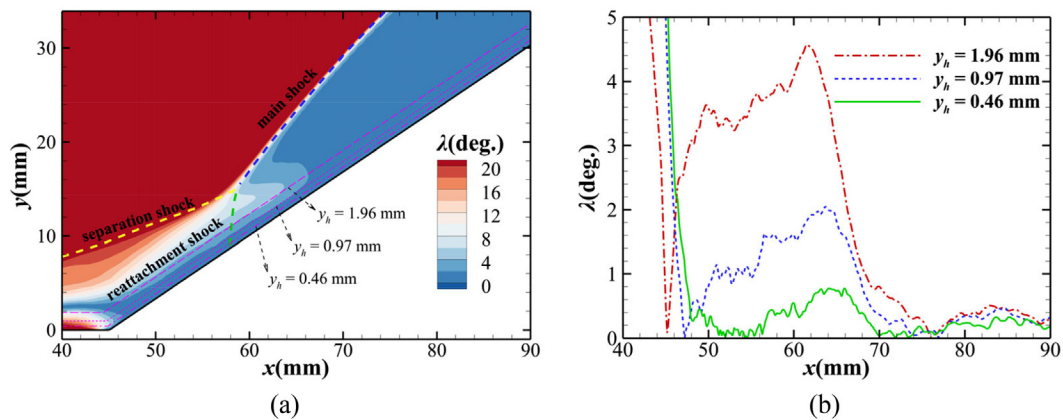 30
20
10
0
40
50
60
70
80
90
y(mm)
x(mm)
main shock
separation shock
reattachment shock
λ(deg.)
20
16
12
8
4
0
y_h = 1.96 mm
y_h = 0.97 mm
y_h = 0.46 mm
(a)
5
4
3
2
1
0
40
50
60
70
80
90
λ(deg.)
x(mm)
y_h = 1.96 mm
y_h = 0.97 mm
y_h = 0.46 mm
(b)